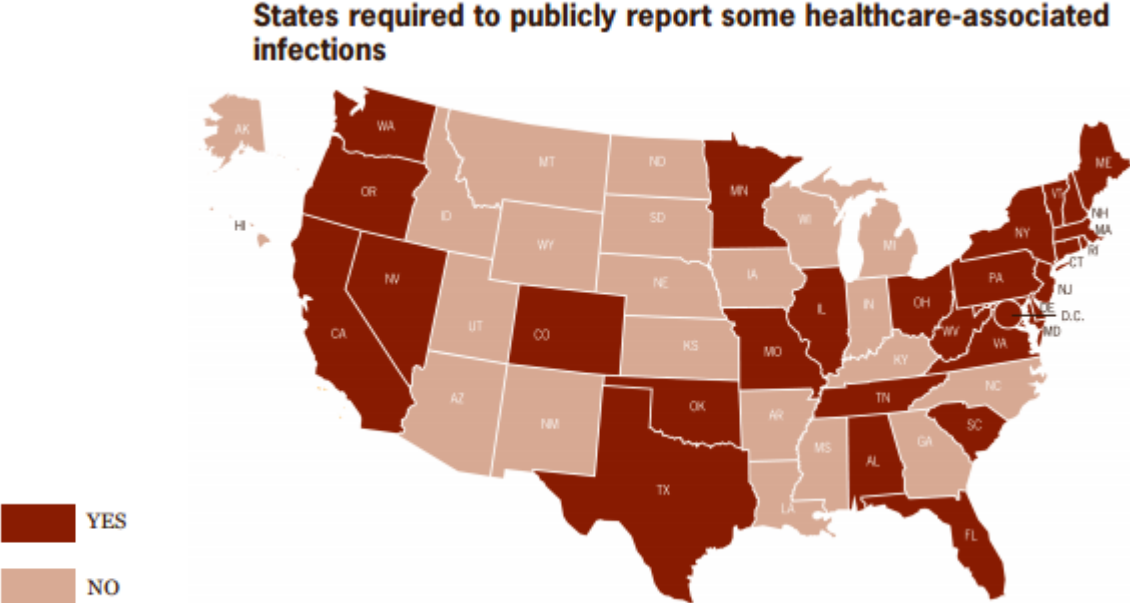 States required to publicly report some healthcare-associated
infections
AK
WA
ME
MT
ND
MN
VT
OR
NH
ID
SD
WI
NY
MA
HI
WY
MI
RI
CT
IA
PA
NV
NE
NJ
IL
IN
OH
DE
D.C.
UT
CO
WV
MD
CA
KS
MO
VA
KY
NC
AZ
OK
TN
NM
AR
SC
MS
GA
AL
TX
LA
YES
FL
NO